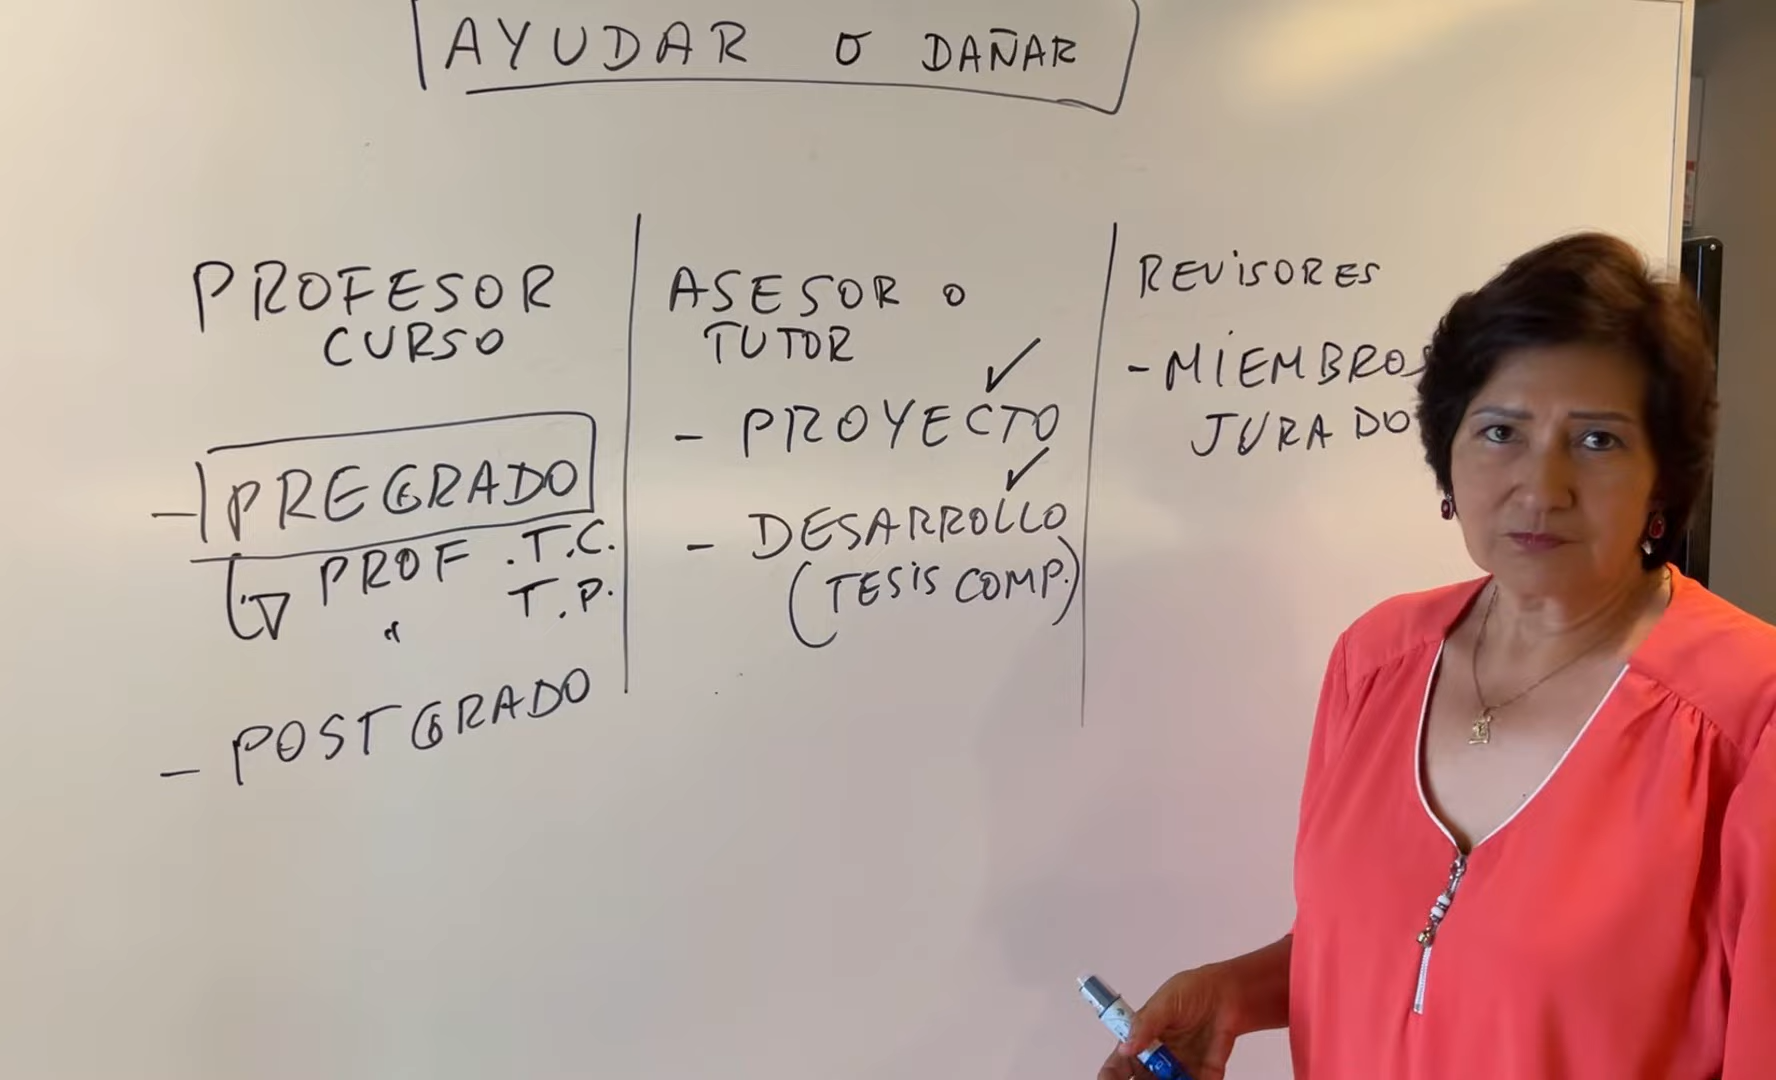 AYUDAR O DAÑAR
PROFESOR
CURSO
- PREGRADO
PROF. T.C.
" T.P.
- POSTGRADO
ASESOR O
TUTOR
- PROYECTO ✓
- DESARROLLO ✓
(TESIS COMP.)
REVISORES
- MIEMBROS
JURADO